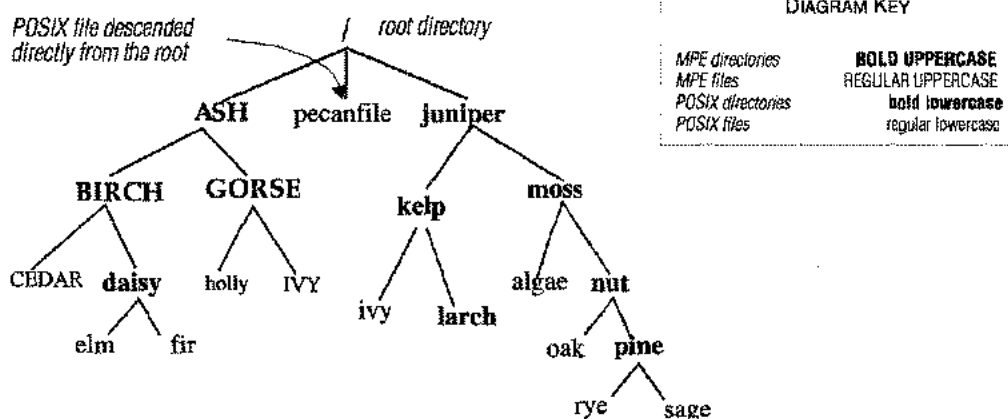 POSIX file descended
directly from the root
/ root directory
DIAGRAM KEY
MPE directories BOLD UPPERCASE
MPE files REGULAR UPPERCASE
POSIX directories bold lowercase
POSIX files regular lowercase
ASH pecanfile juniper
BIRCH GORSE kelp moss
CEDAR daisy holly IVY ivy larch algae nut
elm fir oak pine
rye sage